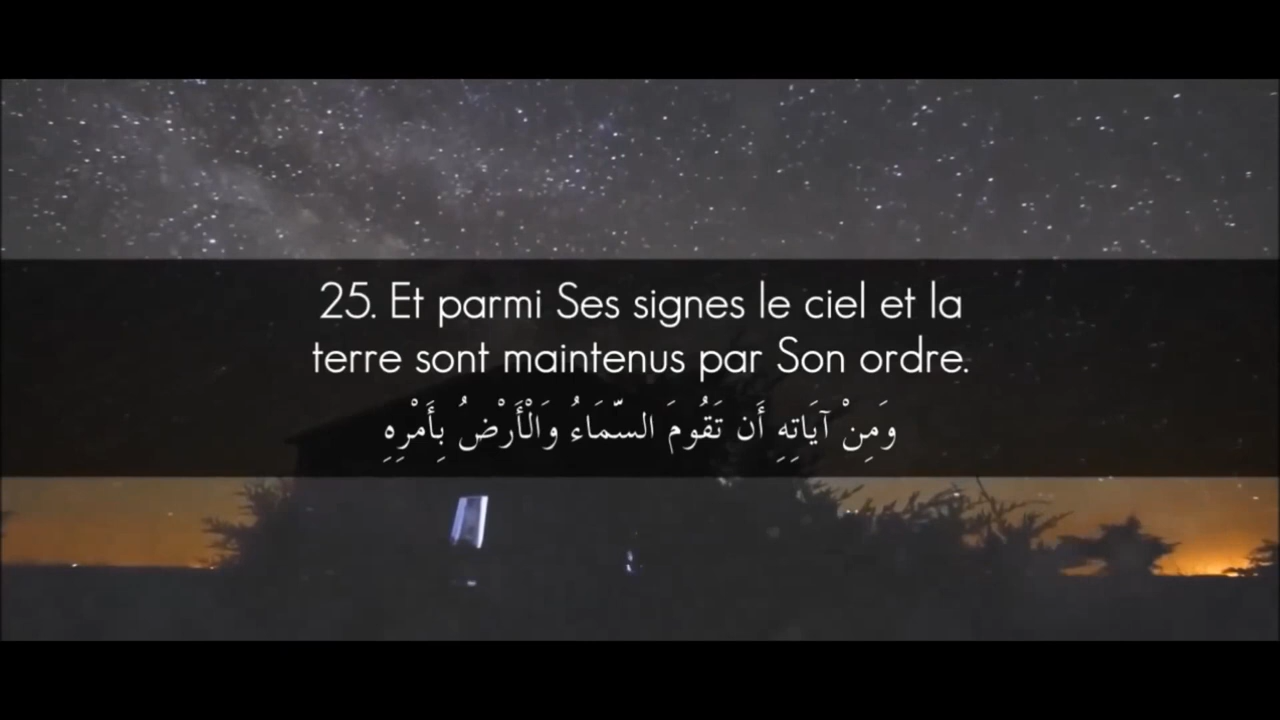 25. Et parmi Ses signes le ciel et la
terre sont maintenus par Son ordre.
وَمِنْ آيَاتِهِ أَن تَقُومَ السَّمَاءُ وَالْأَرْضُ بِأَمْرِهِ